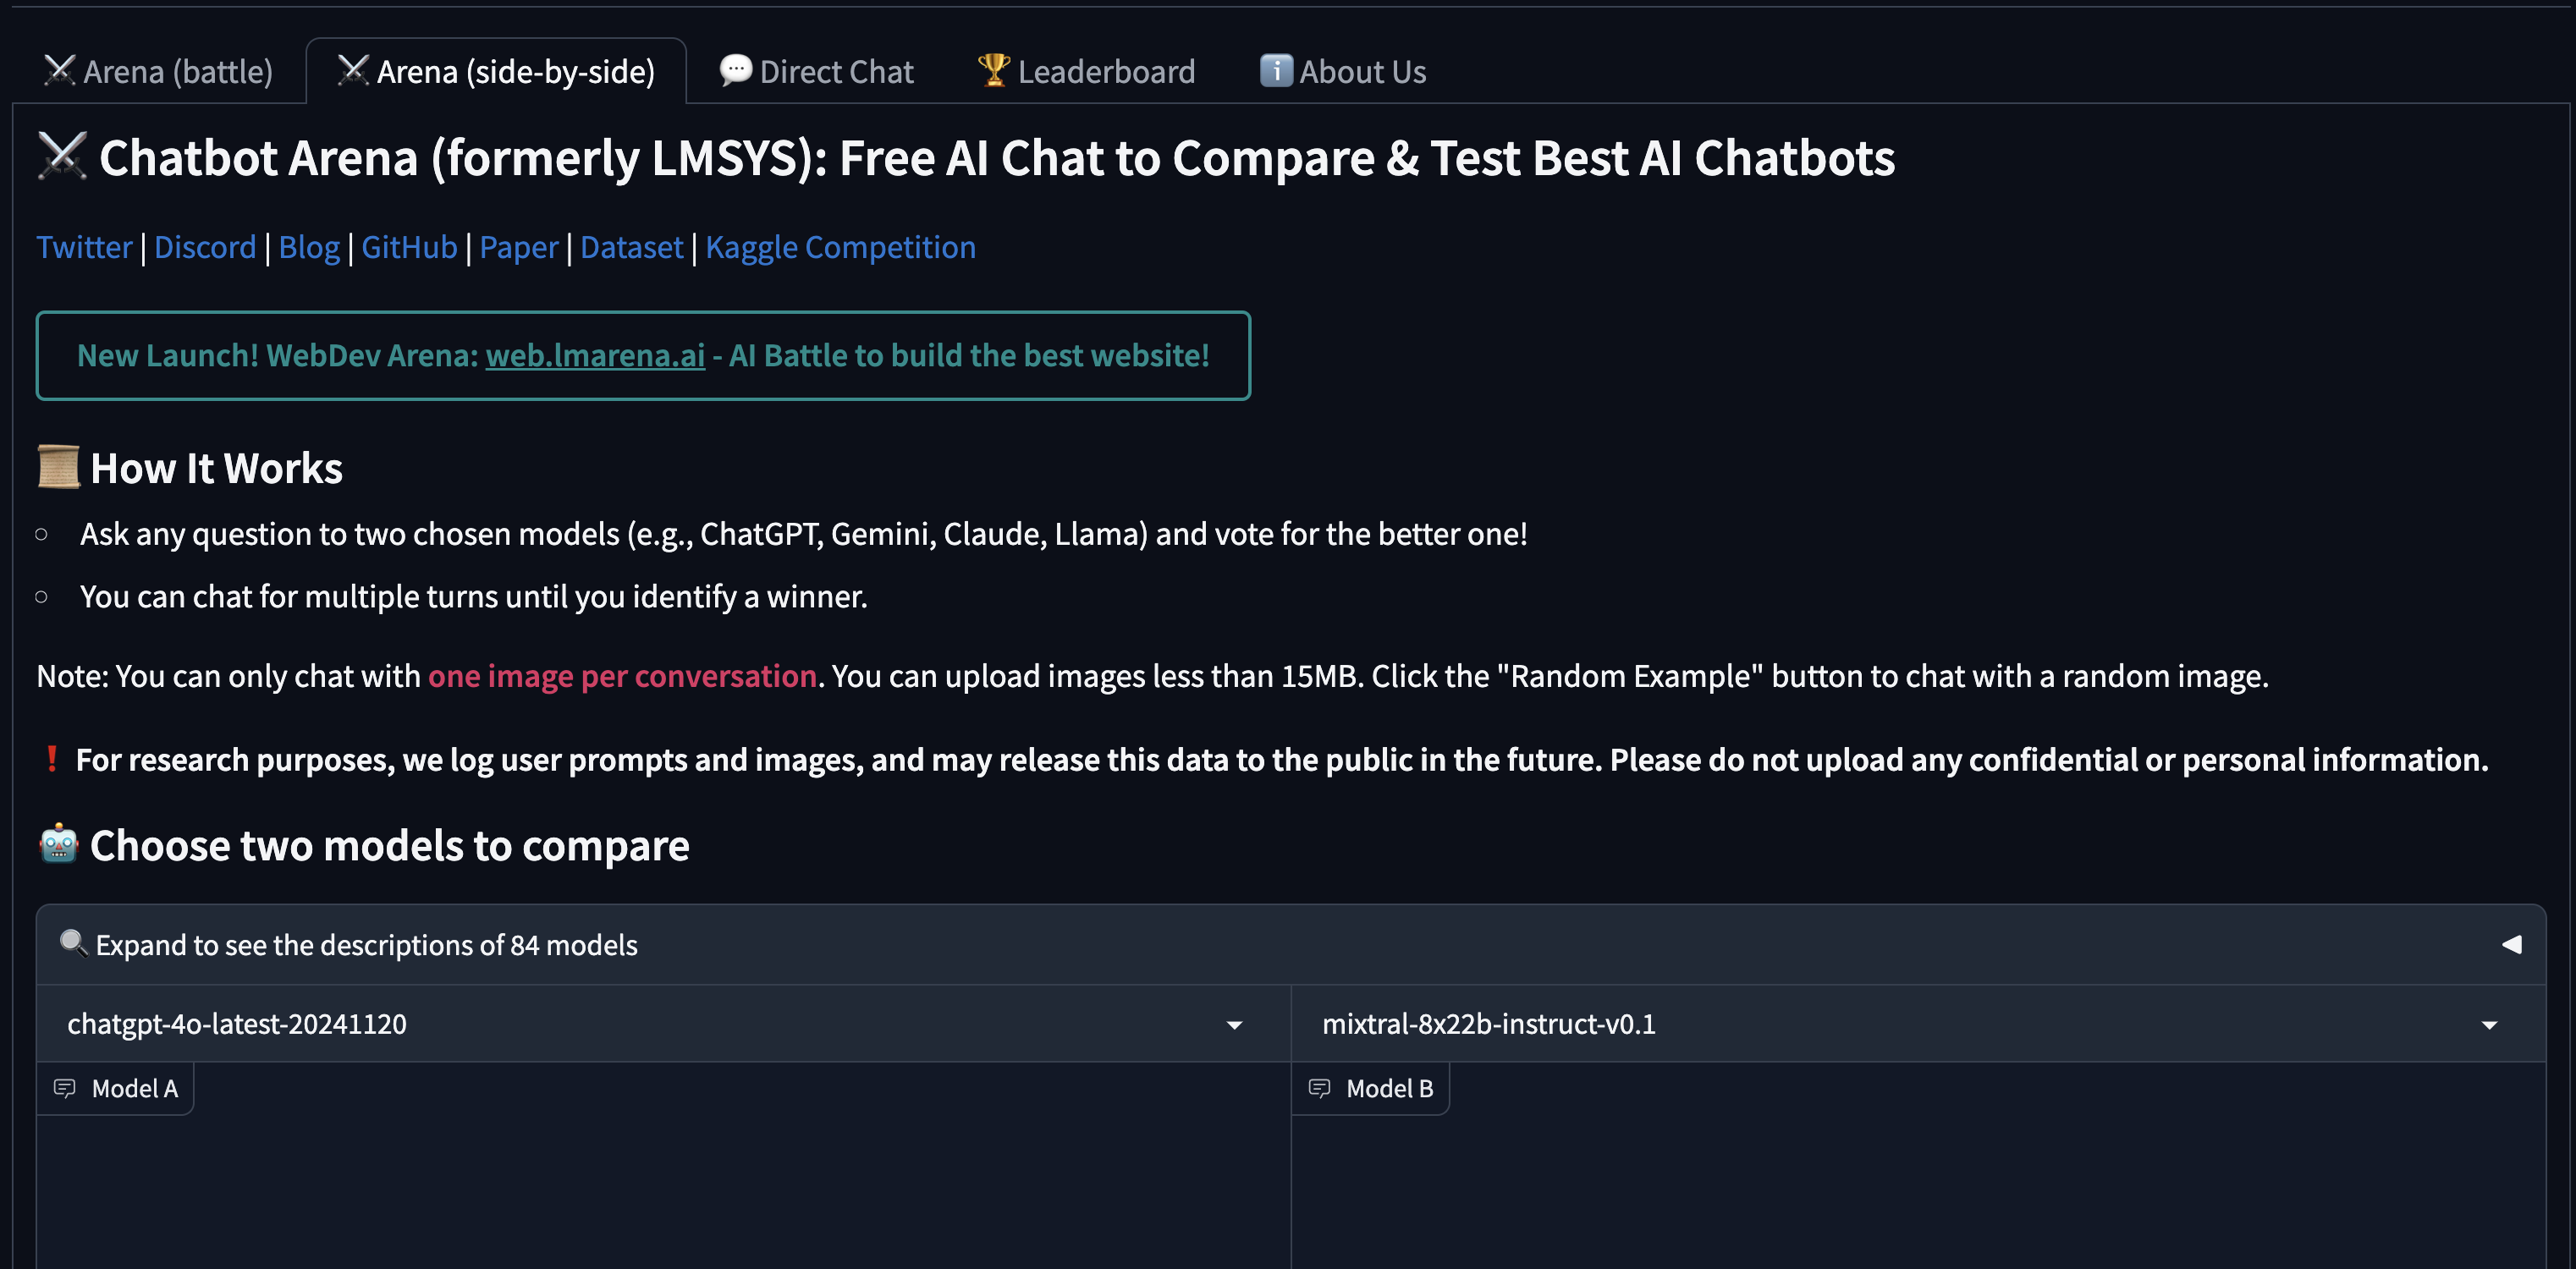 Arena (battle)
Arena (side-by-side)
Direct Chat
Leaderboard
About Us
Chatbot Arena (formerly LMSYS): Free AI Chat to Compare & Test Best AI Chatbots
Twitter | Discord | Blog | GitHub | Paper | Dataset | Kaggle Competition
New Launch! WebDev Arena: web.lmarena.ai - AI Battle to build the best website!
How It Works
Ask any question to two chosen models (e.g., ChatGPT, Gemini, Claude, Llama) and vote for the better one!
You can chat for multiple turns until you identify a winner.
Note: You can only chat with one image per conversation. You can upload images less than 15MB. Click the "Random Example" button to chat with a random image.
For research purposes, we log user prompts and images, and may release this data to the public in the future. Please do not upload any confidential or personal information.
Choose two models to compare
Expand to see the descriptions of 84 models
chatgpt-4o-latest-20241120
mixtral-8x22b-instruct-v0.1
Model A
Model B